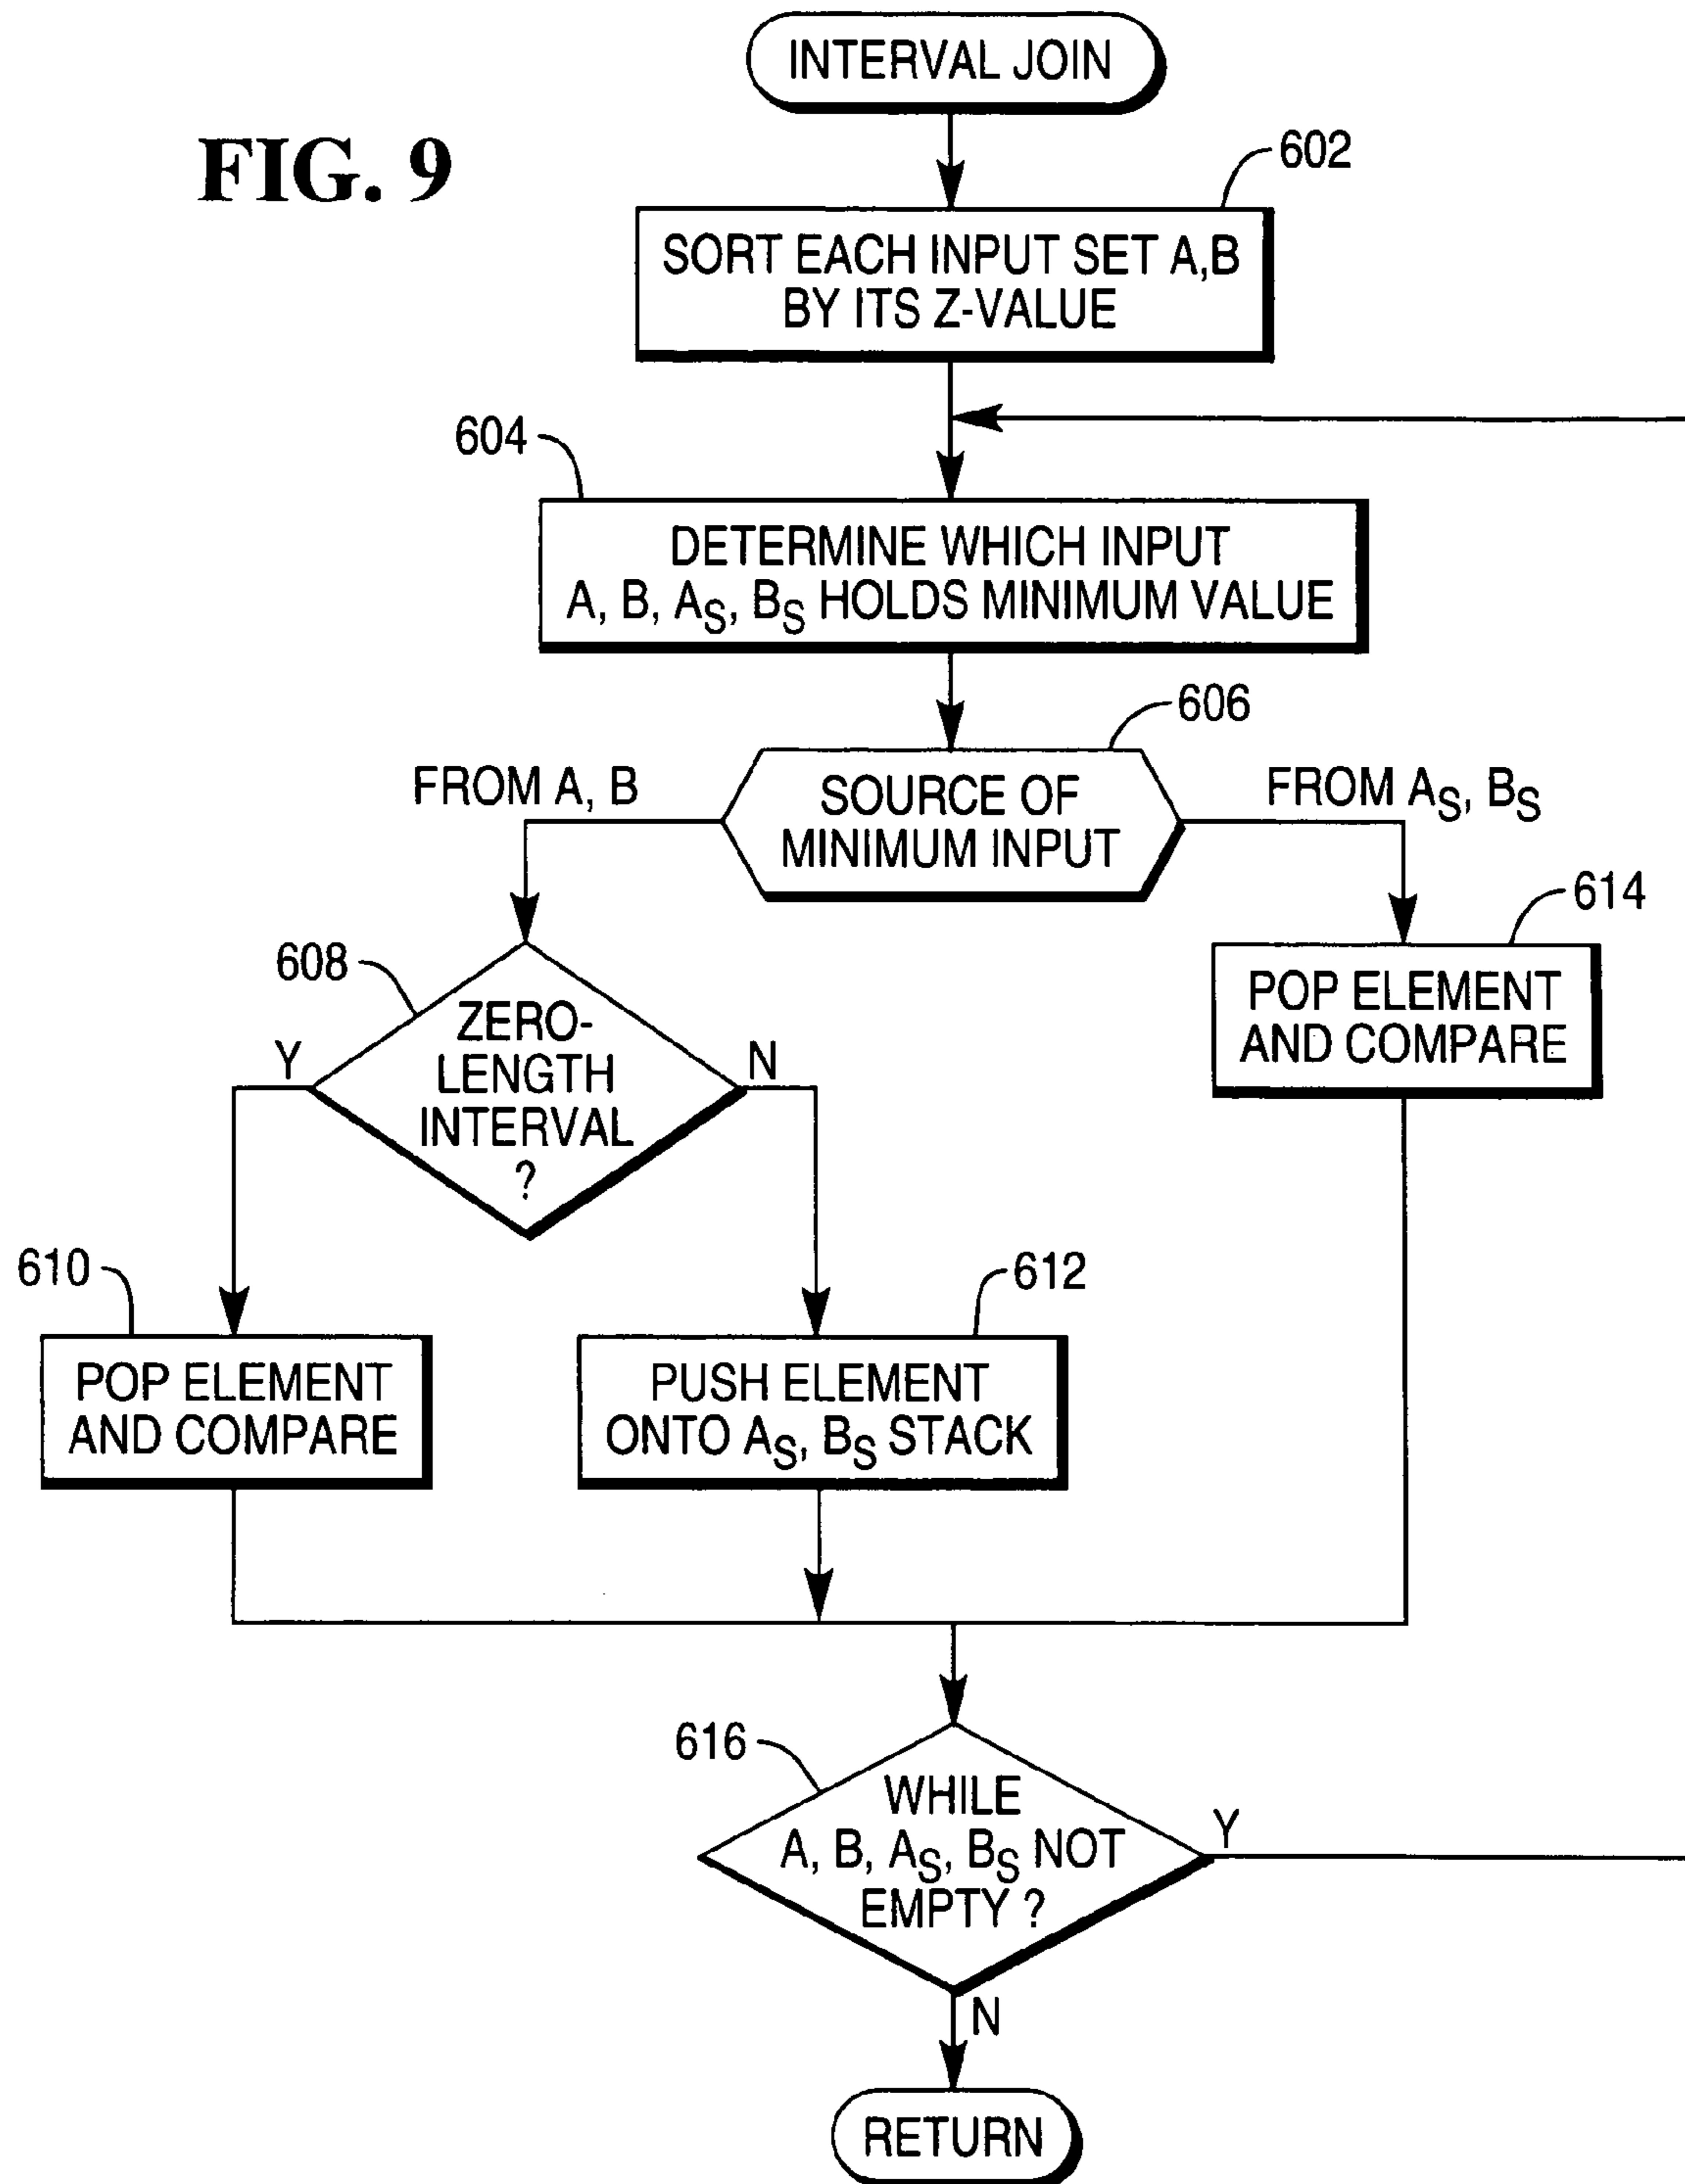 INTERVAL JOIN
FIG. 9
602
SORT EACH INPUT SET A,B
BY ITS Z-VALUE
604
DETERMINE WHICH INPUT
A, B, AS, BS HOLDS MINIMUM VALUE
606
FROM A, B
SOURCE OF
MINIMUM INPUT
FROM AS, BS
614
608
ZERO-
LENGTH
INTERVAL
?
Y
N
POP ELEMENT
AND COMPARE
610
612
POP ELEMENT
AND COMPARE
PUSH ELEMENT
ONTO AS, BS STACK
616
WHILE
A, B, AS, BS NOT
EMPTY ?
Y
N
RETURN